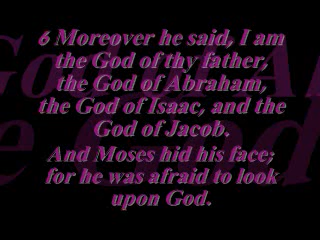 6 Moreover he said, I am
the God of thy father,
the God of Abraham,
the God of Isaac, and the
God of Jacob.
And Moses hid his face;
for he was afraid to look
upon God.